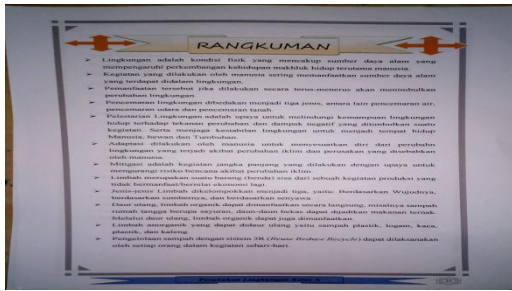 RANGKUMAN
Lingkungan adalah kondisi fisik yang mencakup sumber daya alam yang
mempengaruhi perkembangan kehidupan makhluk hidup terutama manusia.
Kegiatan yang dilakukan oleh manusia sering memanfaatkan sumber daya alam
yang terdapat didalam lingkungan.
Pemanfaatan tersebut jika dilakukan secara terus-menerus akan menimbulkan
perubahan lingkungan.
Pencemaran lingkungan dibedakan menjadi tiga jenis, antara lain pencemaran air,
pencemaran udara dan pencemaran tanah.
Pelestarian Lingkungan adalah upaya untuk melindungi kemampuan lingkungan
hidup terhadap tekanan perubahan dan dampak negatif yang ditimbulkan suatu
kegiatan. Serta menjaga kestabilan lingkungan untuk menjadi tempat hidup
Manusia, hewan dan Tumbuhan.
Adaptasi dilakukan oleh manusia untuk menyesuaikan diri dari perubahan
lingkungan yang terjadi akibat perubahan iklim dan perusakan yang disebabkan
oleh manusia.
Mitigasi adalah kegiatan jangka panjang yang dilakukan dengan upaya untuk
mengurangi risiko bencana akibat perubahan iklim.
Limbah merupakan suatu barang (benda) sisa dari sebuah kegiatan produksi yang
tidak bermanfaat/bernilai ekonomi lagi.
Jenis-jenis Limbah dikelompokkan menjadi tiga, yaitu: Berdasarkan Wujudnya,
berdasarkan sumbernya, dan berdasarkan senyawa.
Daur ulang, limbah organik dapat dimanfaatkan secara langsung, misalnya sampah
rumah tangga berupa sayuran, daun-daun bekas dapat dijadikan makanan ternak.
Melalui daur ulang, limbah organik dapat juga dimanfaatkan.
Limbah anorganik yang dapat didaur ulang yaitu sampah plastik, logam, kaca,
plastik, dan kaleng.
Pengelolaan sampah dengan sistem 3R (Reuse Reduce Recycle) dapat dilaksanakan
oleh setiap orang dalam kegiatan sehari-hari.